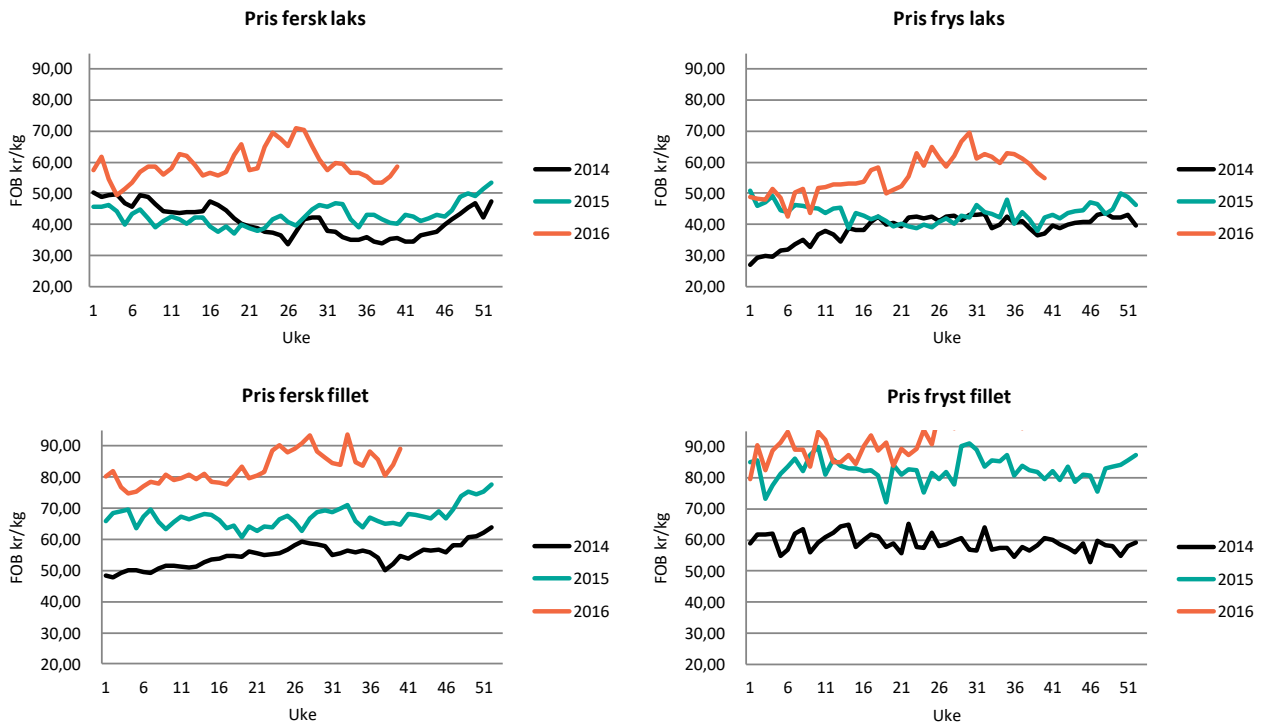 Pris fersk laks
FOB kr/kg
90,00
80,00
70,00
60,00
50,00
40,00
30,00
20,00
1 6 11 16 21 26 31 36 41 46 51
Uke
2014
2015
2016
Pris frys laks
FOB kr/kg
90,00
80,00
70,00
60,00
50,00
40,00
30,00
20,00
1 6 11 16 21 26 31 36 41 46 51
Uke
2014
2015
2016
Pris fersk fillet
FOB kr/kg
90,00
80,00
70,00
60,00
50,00
40,00
30,00
20,00
1 6 11 16 21 26 31 36 41 46 51
Uke
2014
2015
2016
Pris fryst fillet
FOB kr/kg
90,00
80,00
70,00
60,00
50,00
40,00
30,00
20,00
1 6 11 16 21 26 31 36 41 46 51
Uke
2014
2015
2016